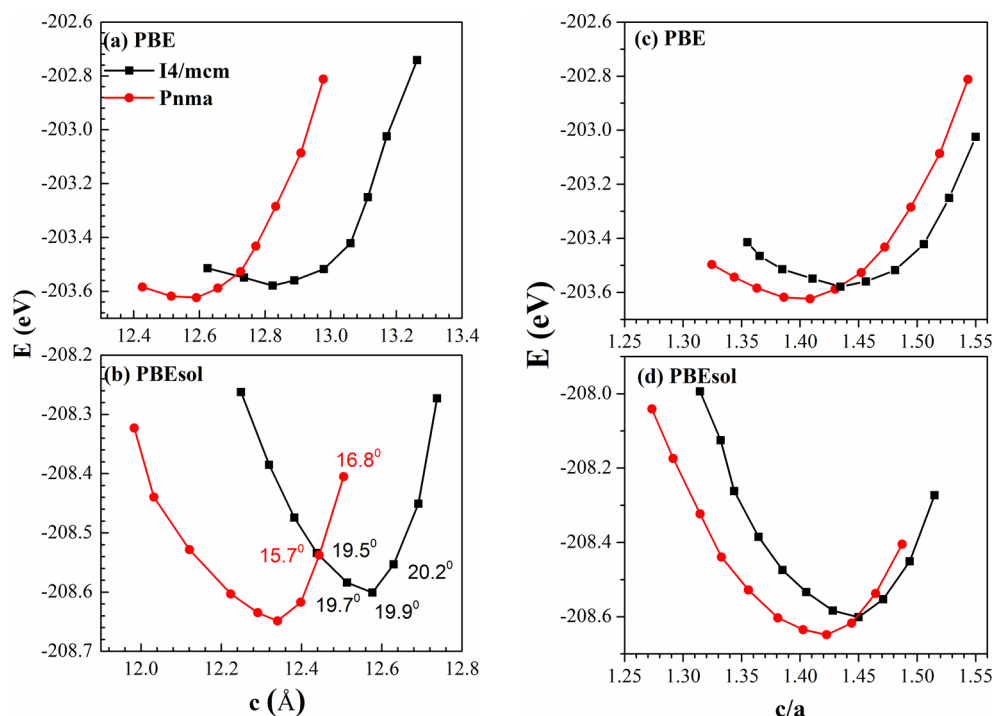 (a) PBE
I4/mcm
Pnma
-202.6
-202.8
-203.0
-203.2
-203.4
-203.6
12.4 12.6 12.8 13.0 13.2 13.4
(c) PBE
-202.6
-202.8
-203.0
-203.2
-203.4
-203.6
1.30 1.35 1.40 1.45 1.50 1.55
E (eV)
E (eV)
(b) PBEsol
-208.2
-208.3
-208.4
-208.5
-208.6
-208.7
16.8⁰
15.7⁰
19.5⁰
19.7⁰
19.9⁰
20.2⁰
12.0 12.2 12.4 12.6 12.8
c (Å)
(d) PBEsol
-208.0
-208.2
-208.4
-208.6
1.25 1.30 1.35 1.40 1.45 1.50 1.55
c/a